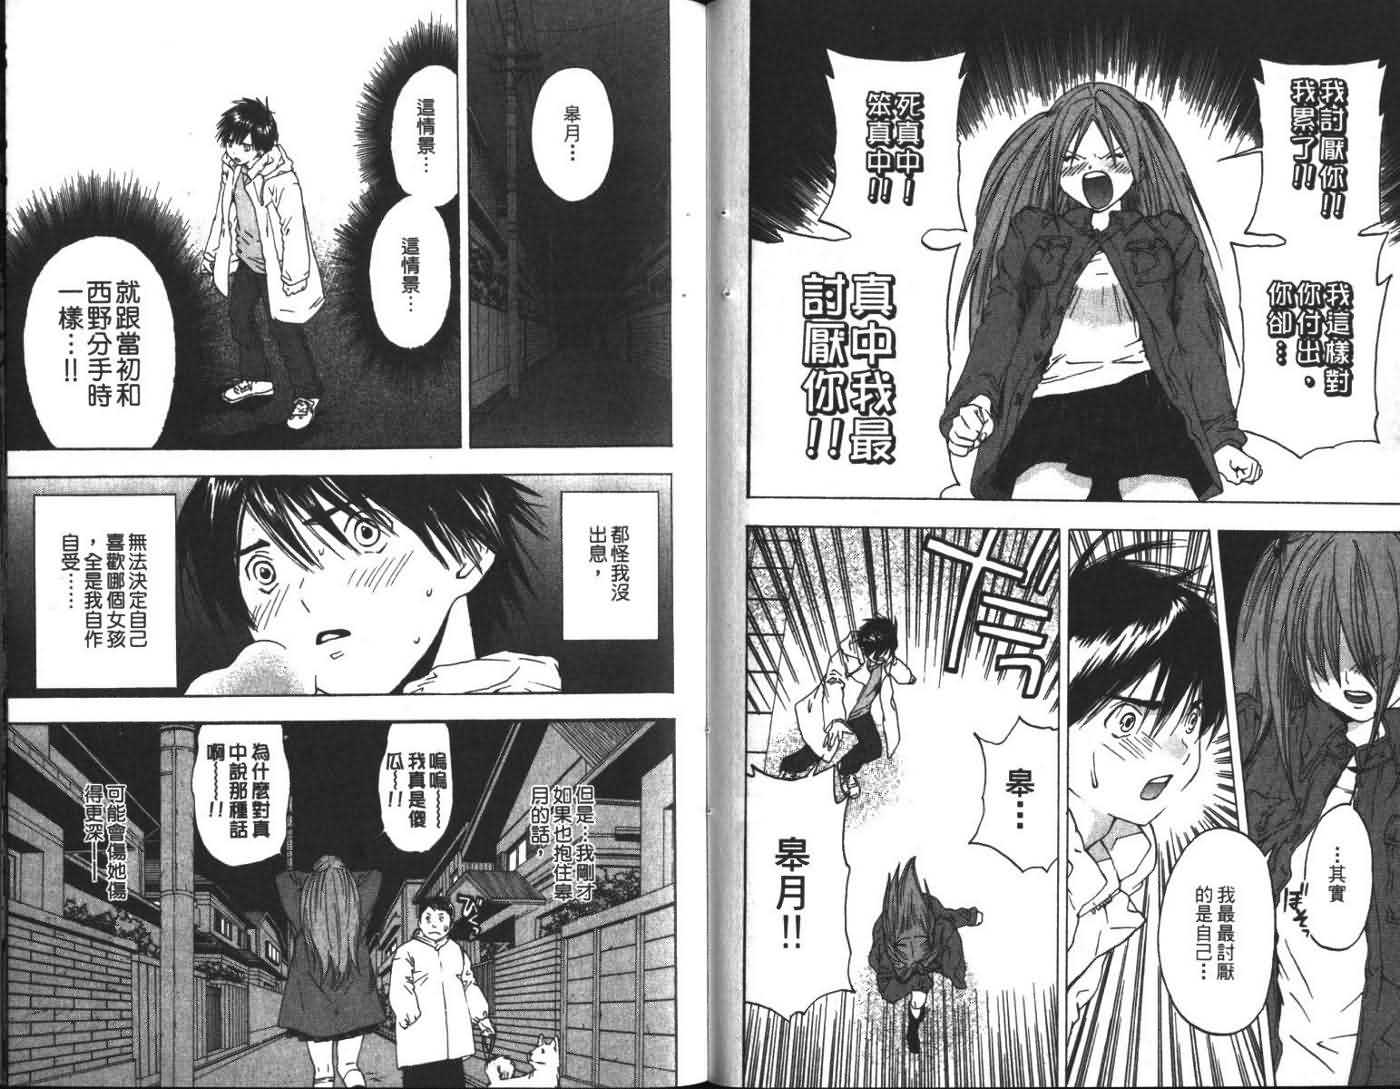 我討厭你!!
我累了!!
我這樣對
你付出，
你卻…
死真中！
笨真中!!
真中我最
討厭你!!
…其實
我最最討厭
的是自己…
皋…
皋月!!
皋月…
這情景…
這情景…
就跟當初和
西野分手時
一樣…!!
都怪我沒
出息，
無法決定自己
喜歡哪個女孩
，全是我自作
自受……
但是…我剛才
如果也抱住皋
月的話，
嗚嗚~~
我真是傻
瓜~~!!
為什麼對真
中說那種話
啊~~!!
可能會傷她傷
得更深——